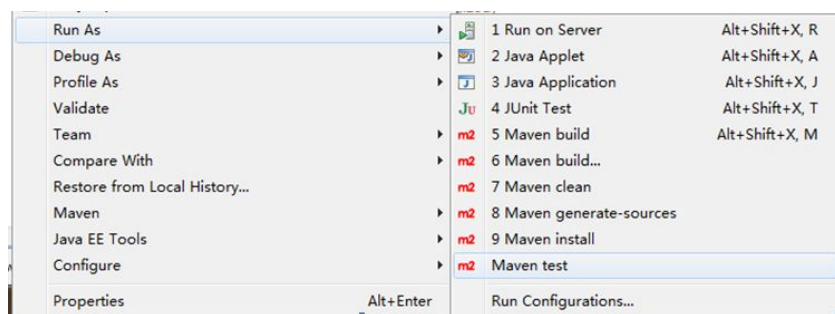 Run As
Debug As
Profile As
Validate
Team
Compare With
Restore from Local History...
Maven
Java EE Tools
Configure
Properties Alt+Enter
1 Run on Server Alt+Shift+X, R
2 Java Applet Alt+Shift+X, A
3 Java Application Alt+Shift+X, J
Ju 4 JUnit Test Alt+Shift+X, T
m2 5 Maven build Alt+Shift+X, M
m2 6 Maven build...
m2 7 Maven clean
m2 8 Maven generate-sources
m2 9 Maven install
m2 Maven test
Run Configurations...